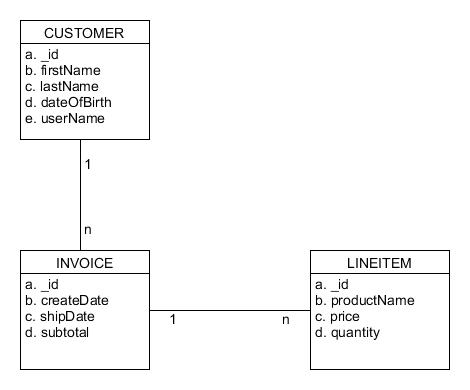 CUSTOMER
a. _id
b. firstName
c. lastName
d. dateOfBirth
e. userName
1
n
INVOICE
a. _id
b. createDate
c. shipDate
d. subtotal
1
n
LINEITEM
a. _id
b. productName
c. price
d. quantity